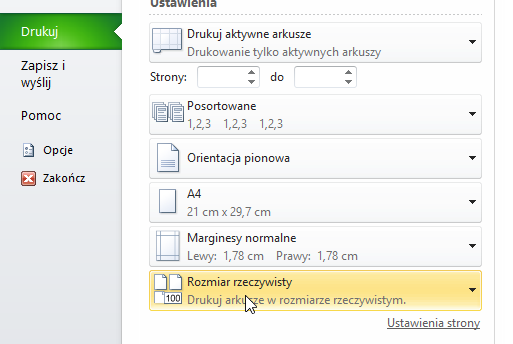 Ustawienia
Drukuj
Drukuj aktywne arkusze
Drukowanie tylko aktywnych arkuszy
Zapisz i
wyślij
Strony:
do
Pomoc
Posortowane
1,2,3 1,2,3 1,2,3
Opcje
Orientacja pionowa
Zakończ
A4
21 cm x 29,7 cm
Marginesy normalne
Lewy: 1,78 cm Prawy: 1,78 cm
Rozmiar rzeczywisty
100
Drukuj arkusze w rozmiarze rzeczywistym.
Ustawienia strony